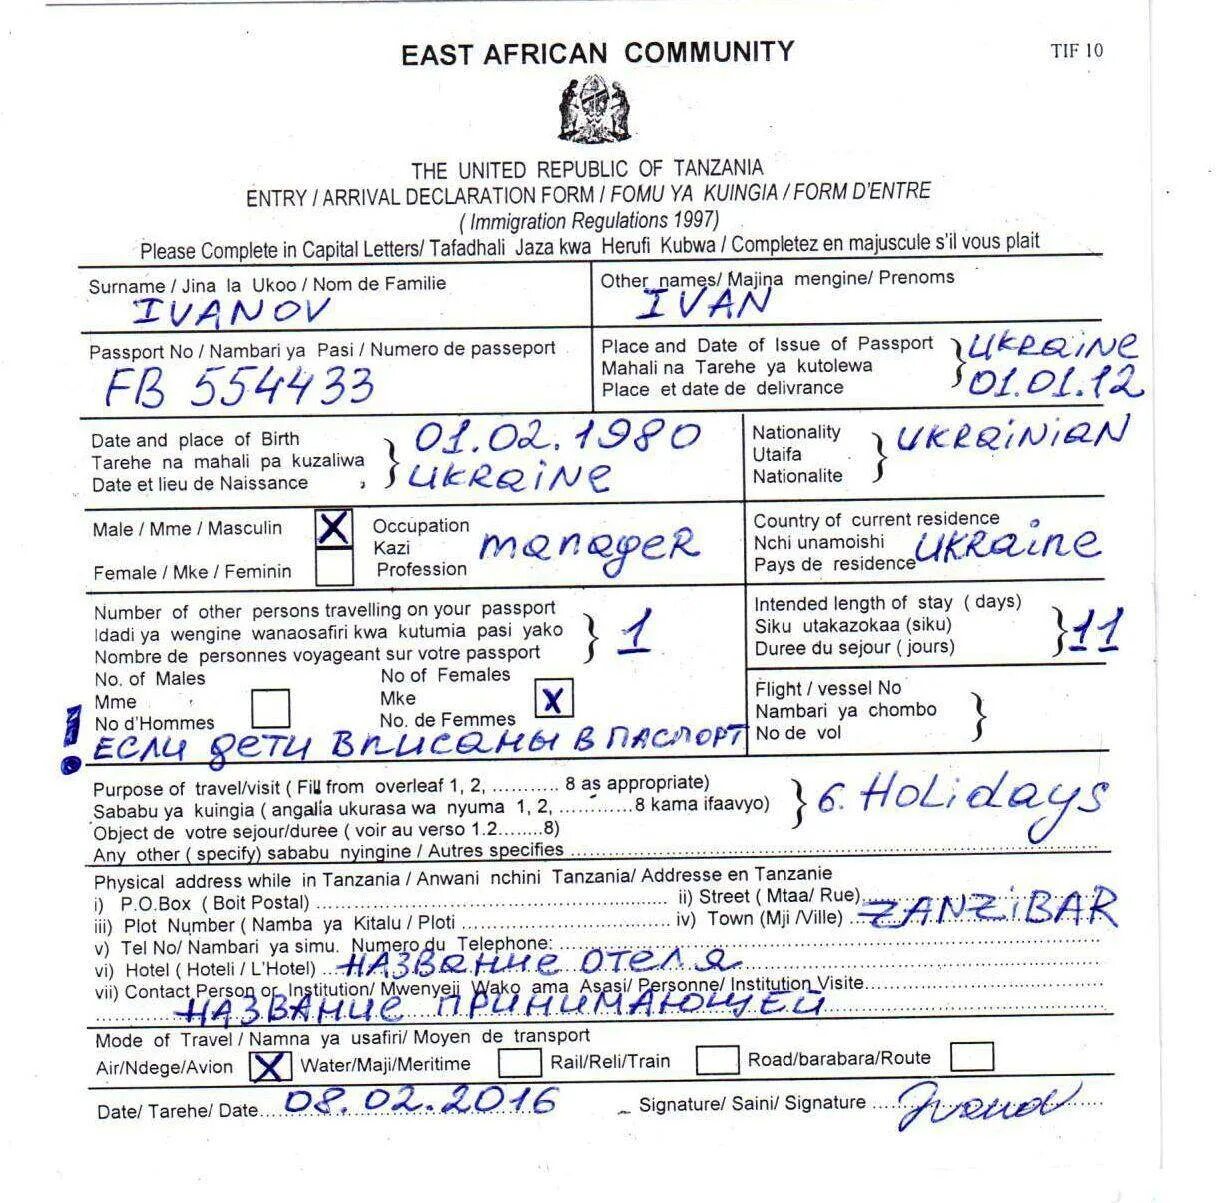 EAST AFRICAN COMMUNITY
TIF 10
THE UNITED REPUBLIC OF TANZANIA
ENTRY / ARRIVAL DECLARATION FORM / FOMU YA KUINGIA / FORM D'ENTRE
( Immigration Regulations 1997)
Please Complete in Capital Letters/ Tafadhali Jaza kwa Herufi Kubwa / Completez en majuscule s'il vous plait
Surname / Jina la Ukoo / Nom de Familie
IVANOV
Other names/ Majina mengine/ Prenoms
IVAN
Passport No / Nambari ya Pasi / Numero de passeport
FB 554433
Place and Date of Issue of Passport
Mahali na Tarehe ya kutolewa
Place et date de delivrance
UKRaiNe
01.01.12
Date and place of Birth
Tarehe na mahali pa kuzaliwa
Date et lieu de Naissance
01.02.1980
UKRaiNe
Nationality
Utaifa
Nationalite
UKRaiNiaN
Male / Mme / Masculin X
Female / Mke / Feminin
Occupation
Kazi
Profession
manageR
Country of current residence
Nchi unamoishi
Pays de residence
UKRaine
Number of other persons travelling on your passport
Idadi ya wengine wanaosafiri kwa kutumia pasi yako
Nombre de personnes voyageant sur votre passport
1
No. of Males
Mme
No d'Hommes
No of Females
Mke
No. de Femmes
X
! Если дети вписаны в паспорт
Intended length of stay ( days)
Siku utakazokaa (siku)
Duree du sejour ( jours)
11
Flight / vessel No
Nambari ya chombo
No de vol
Purpose of travel/visit ( Fill from overleaf 1, 2, ........... 8 as appropriate)
Sababu ya kuingia ( angalia ukurasa wa nyuma 1, 2, ...........8 kama ifaavyo)
Object de votre sejour/durèe ( voir au verso 1.2........8)
6. Holidays
Any other ( specify) sababu nyingine / Autres specifies
Physical address while in Tanzania / Anwani nchini Tanzania/ Addresse en Tanzanie
i) P.O.Box ( Boit Postal) ii) Street ( Mtaa/ Rue)
iii) Plot Number ( Namba ya Kitalu / Ploti iv) Town (Mji /Ville) ZANZiBAR
v) Tel No/ Nambari ya simu. Numero du Telephone:
vi) Hotel ( Hoteli / L'Hotel) название отеля
vii) Contact Person or Institution/ Mwenyeji Wako ama Asasi/ Personne/ Institution Visite
название принимающей
Mode of Travel / Namna ya usafiri/ Moyen de transport
Air/Ndege/Avion X Water/Maji/Meritime Rail/Reli/Train Road/barabara/Route
Date/ Tarehe/ Date 08.02.2016 Signature/ Saini/ Signature